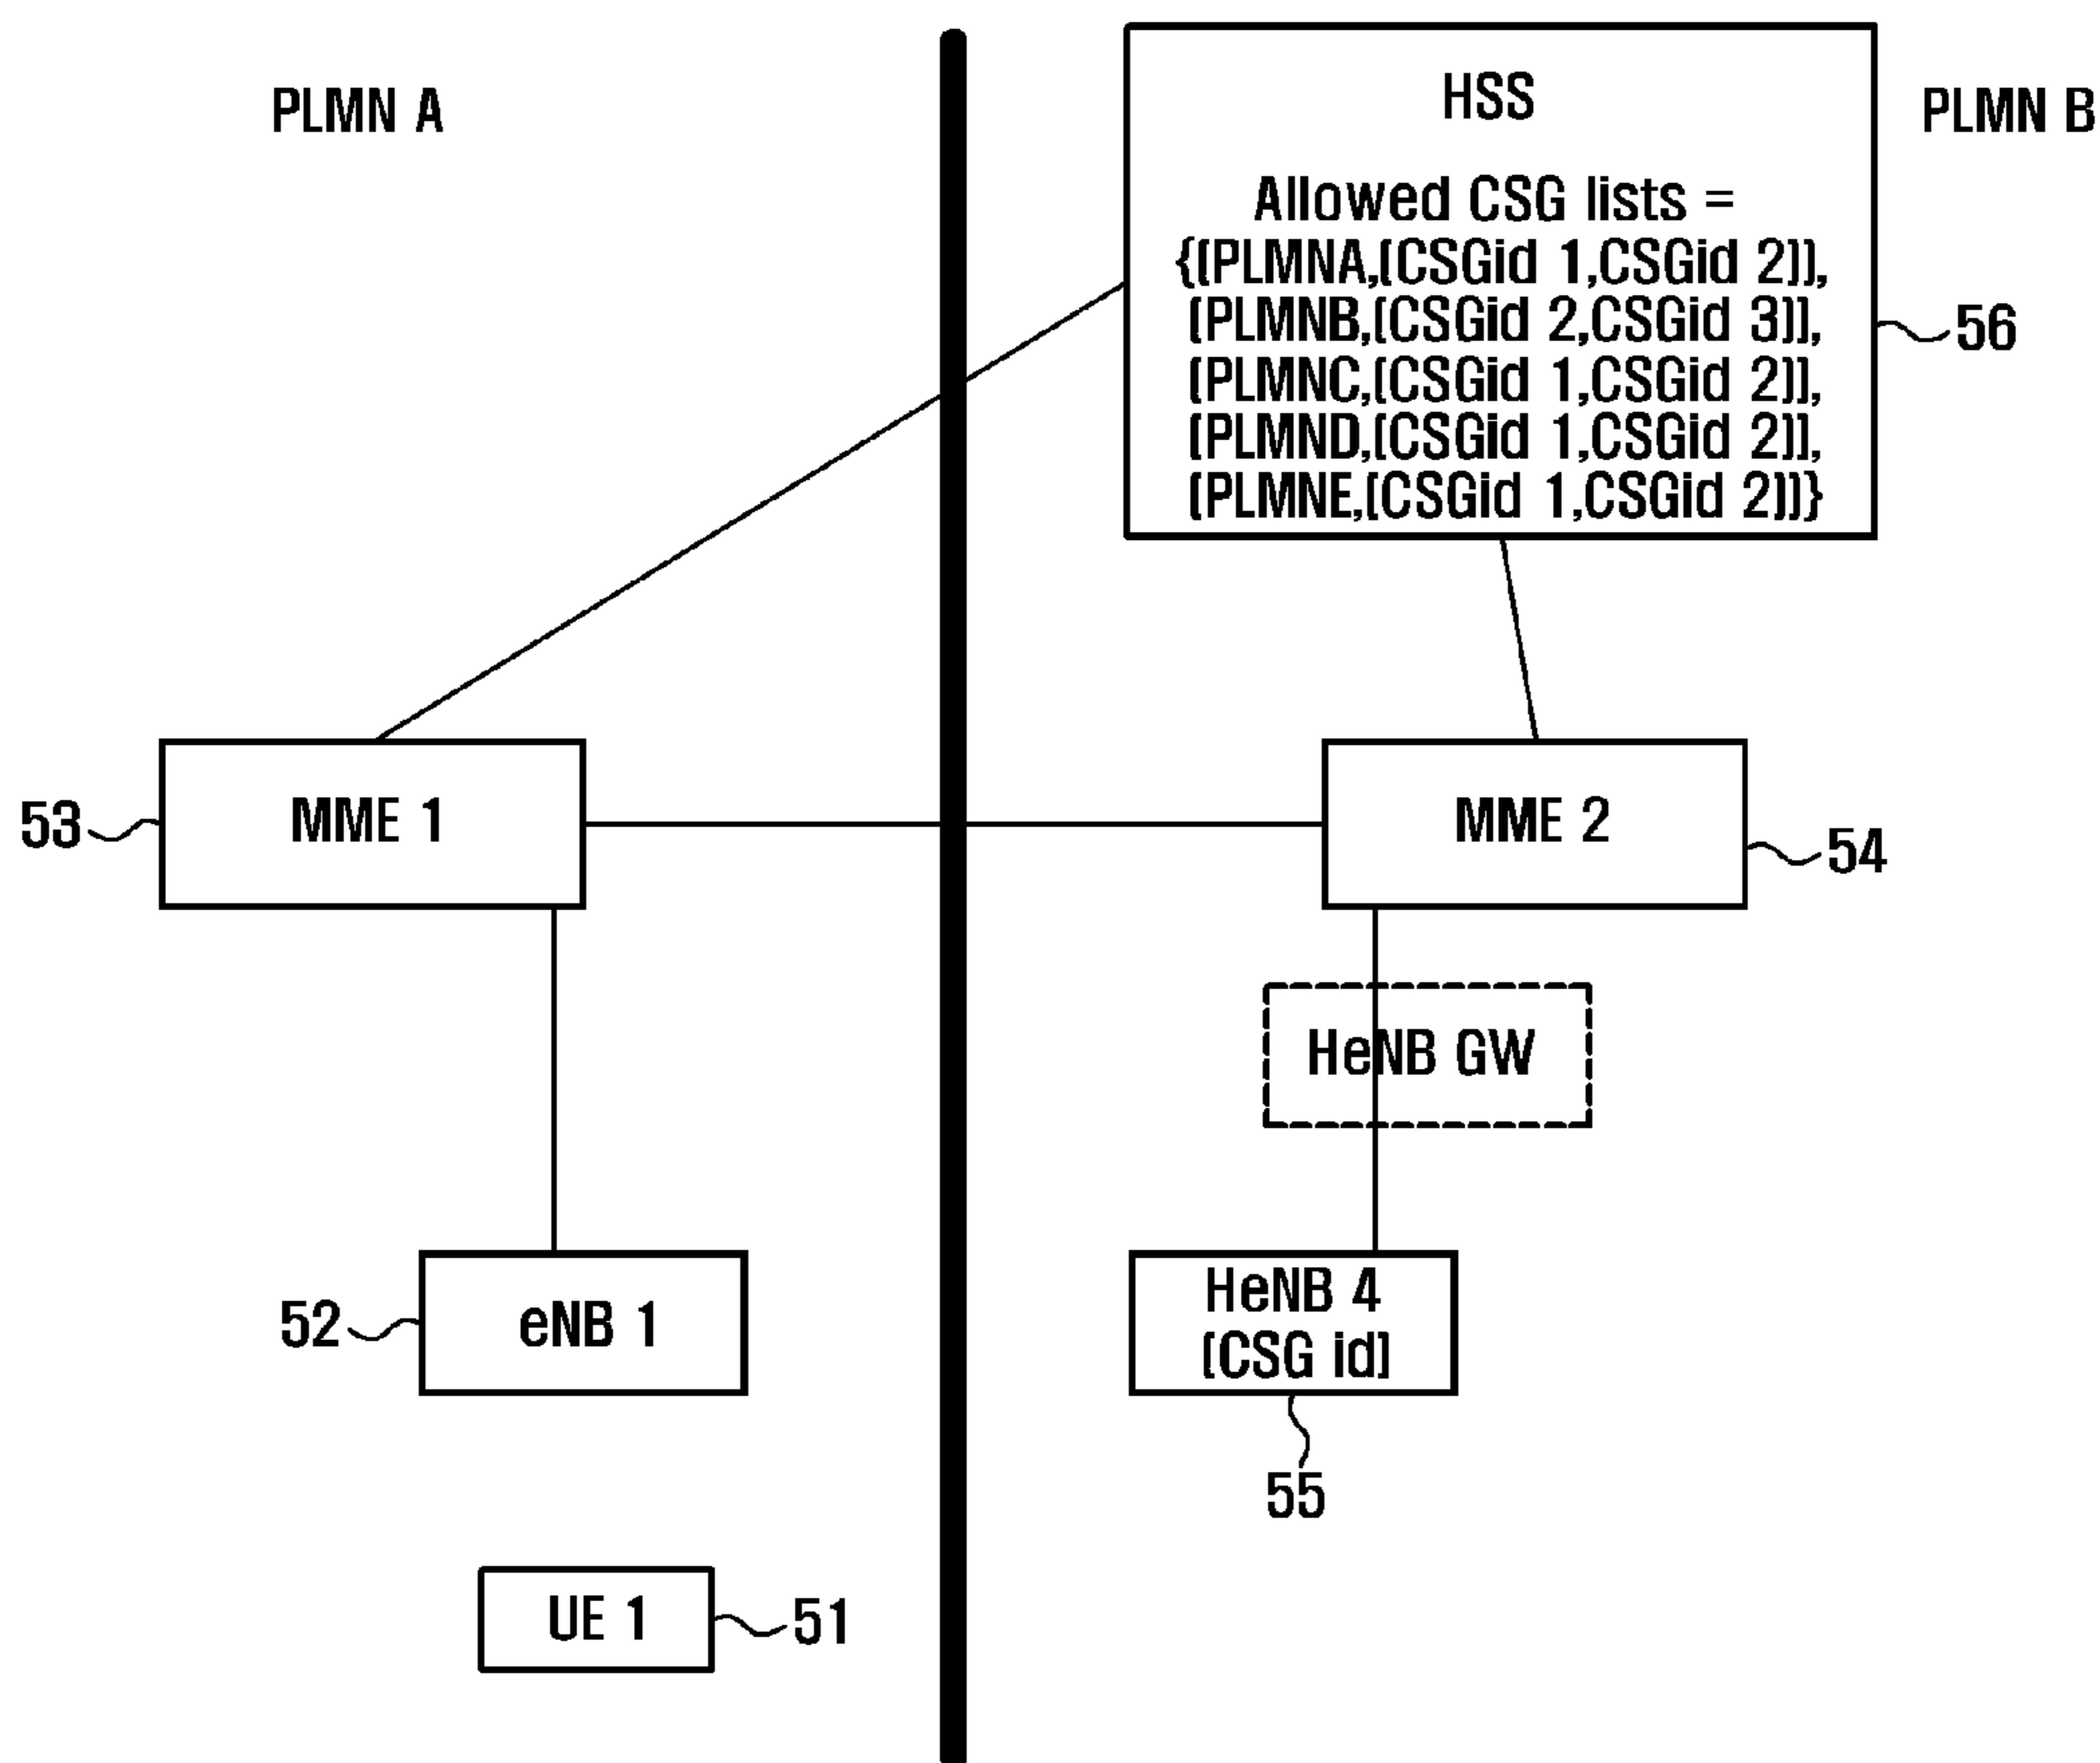 PLMN A
HSS
PLMN B
Allowed CSG lists =
{(PLMNA,(CSGid 1,CSGid 2)),
(PLMNB,(CSGid 2,CSGid 3)),
(PLMNC,(CSGid 1,CSGid 2)),
(PLMND,(CSGid 1,CSGid 2)),
(PLMNE,(CSGid 1,CSGid 2))}
56
53
MME 1
MME 2
54
HeNB GW
52
eNB 1
HeNB 4
(CSG id)
55
UE 1
51